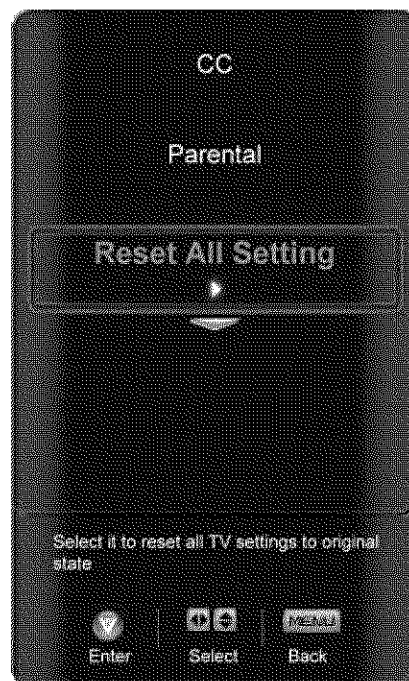 CC
Parental
Reset All Setting
Select it to reset all TV settings to original
state
MENU
Enter Select Back